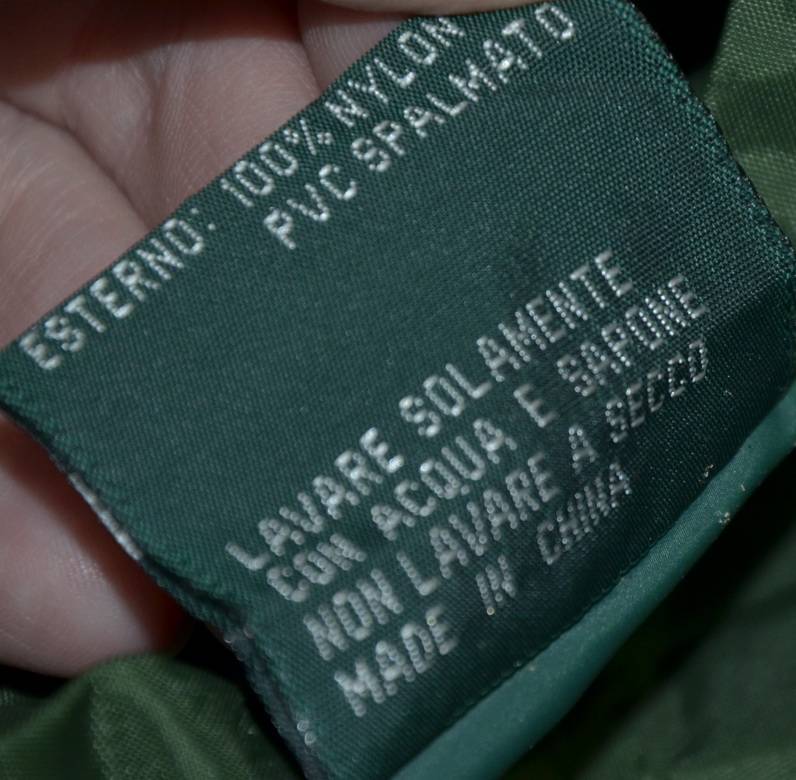 ESTERNO: 100% NYLON
PVC SPALMATO
LAVARE SOLAMENTE
CON ACQUA E SAPONE
NON LAVARE A SECCO
MADE IN CHINA